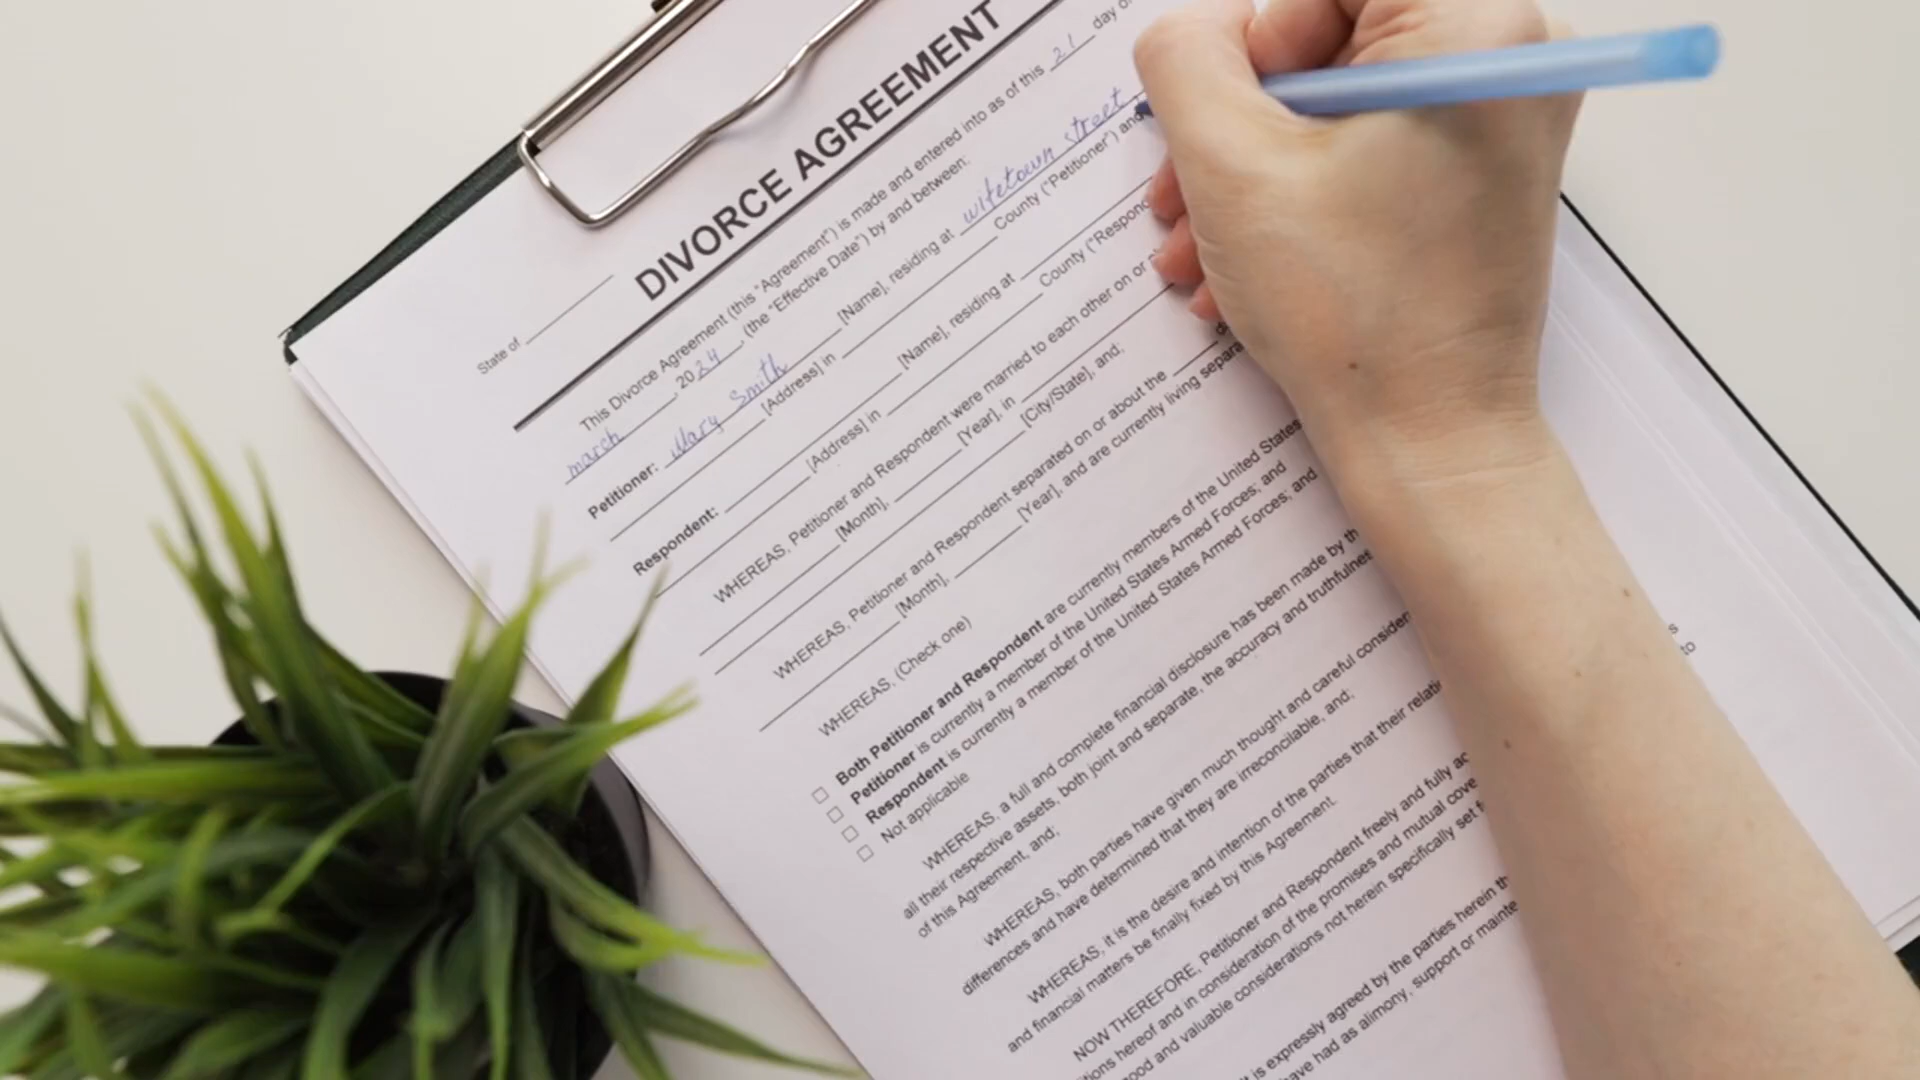 State of
DIVORCE AGREEMENT
This Divorce Agreement (this "Agreement") is made and entered into as of this 21 day of
march, 2024, (the "Effective Date") by and between:
Petitioner: Mary Smith [Name], residing at witetown street
[Address] in County ("Petitioner") and
Respondent: [Name], residing at
[Address] in County ("Respon
WHEREAS, Petitioner and Respondent were married to each other on or
[Month], [Year], in
[City/State], and;
WHEREAS, Petitioner and Respondent separated on or about the
[Month], [Year], and are currently living separa
WHEREAS, (Check one)
☐ Both Petitioner and Respondent are currently members of the United States
☐ Petitioner is currently a member of the United States Armed Forces; and
☐ Respondent is currently a member of the United States Armed Forces, and
☐ Not applicable
WHEREAS, a full and complete financial disclosure has been made by th
all their respective assets, both joint and separate, the accuracy and truthfulnes
of this Agreement, and;
WHEREAS, both parties have given much thought and careful consider
differences and have determined that they are irreconcilable, and;
WHEREAS, it is the desire and intention of the parties that their relati
and financial matters be finally fixed by this Agreement.
NOW THEREFORE, Petitioner and Respondent freely and fully ac
tions hereof and in consideration of the promises and mutual cove
ood and valuable considerations not herein specifically set f
t is expressly agreed by the parties herein th
have had as alimony, support or mainte
s
to